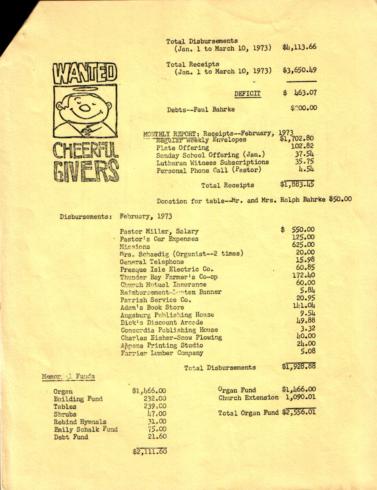 Total Disbursements
(Jan. 1 to March 10, 1973) $4,113.66
Total Receipts
(Jan. 1 to March 10, 1973) $3,650.49
DEFICIT $ 463.07
Debts--Paul Bahrke
WANTED
CHEERFUL
GIVERS
MONTHLY REPORT: Receipts--February, 1973
Regular Weekly Envelopes $1,702.80
Plate Offering 102.82
Sunday School Offering (Jan.) 37.54
Lutheran Witness Subscriptions 35.75
Personal Phone Call (Pastor) 4.54
Total Receipts $1,883.45
Donation for table--Mr. and Mrs. Ralph Bahrke $50.00
Disbursements: February, 1973
Pastor Miller, Salary $ 550.00
Pastor's Car Expenses 125.00
Missions 625.00
Mrs. Schaedig (Organist--2 times) 20.00
General Telephone 15.98
Presque Isle Electric Co. 60.85
Thunder Bay Farmer's Co-op 172.40
Church Mutual Insurance 60.00
Reimbursement-- Banner 5.84
Parrish Service Co. 20.95
Adam's Book Store 141.04
Augsburg Publishing House 9.54
Dick's Discount Arcade 49.88
Concordia Publishing House 3.32
Charles Fisher-Snow Plowing 40.00
Printing Studio 24.00
Farrier Lumber Company 5.08
Total Disbursements $1,928.88
Funds
Organ $1,466.00
Building Fund 232.00
Tables 239.00
Shrubs 47.00
Rebind Hymnals 31.00
Emily Schalk Fund 75.00
Debt Fund 21.60
$2,111.60
Organ Fund $1,466.00
Church Extension 1,090.01
Total Organ Fund $2,556.01